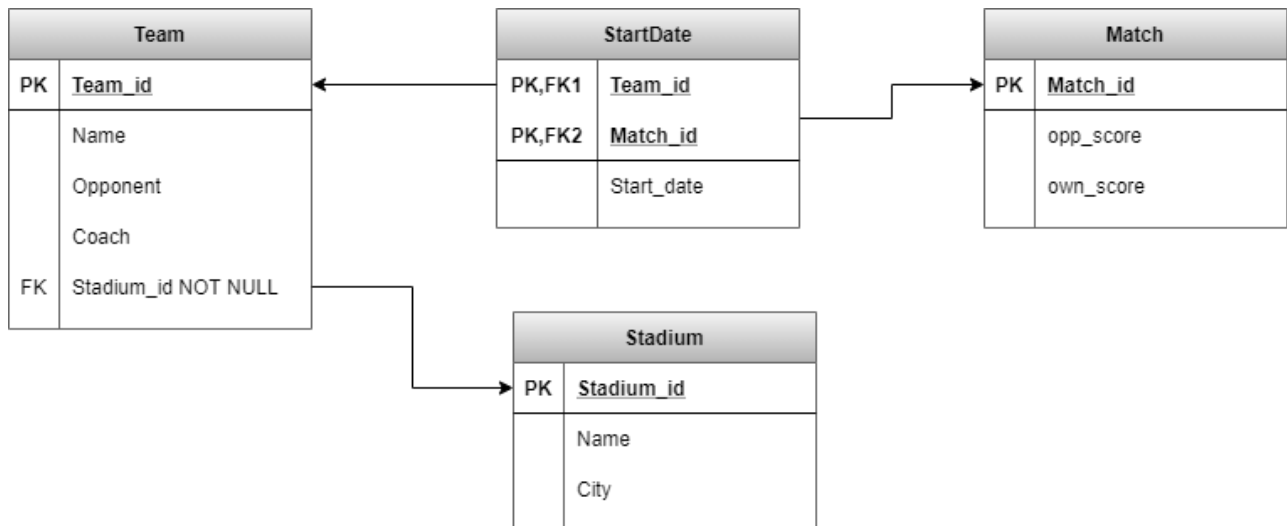 Team
PK Team_id
Name
Opponent
Coach
FK Stadium_id NOT NULL
StartDate
PK,FK1 Team_id
PK,FK2 Match_id
Start_date
Match
PK Match_id
opp_score
own_score
Stadium
PK Stadium_id
Name
City